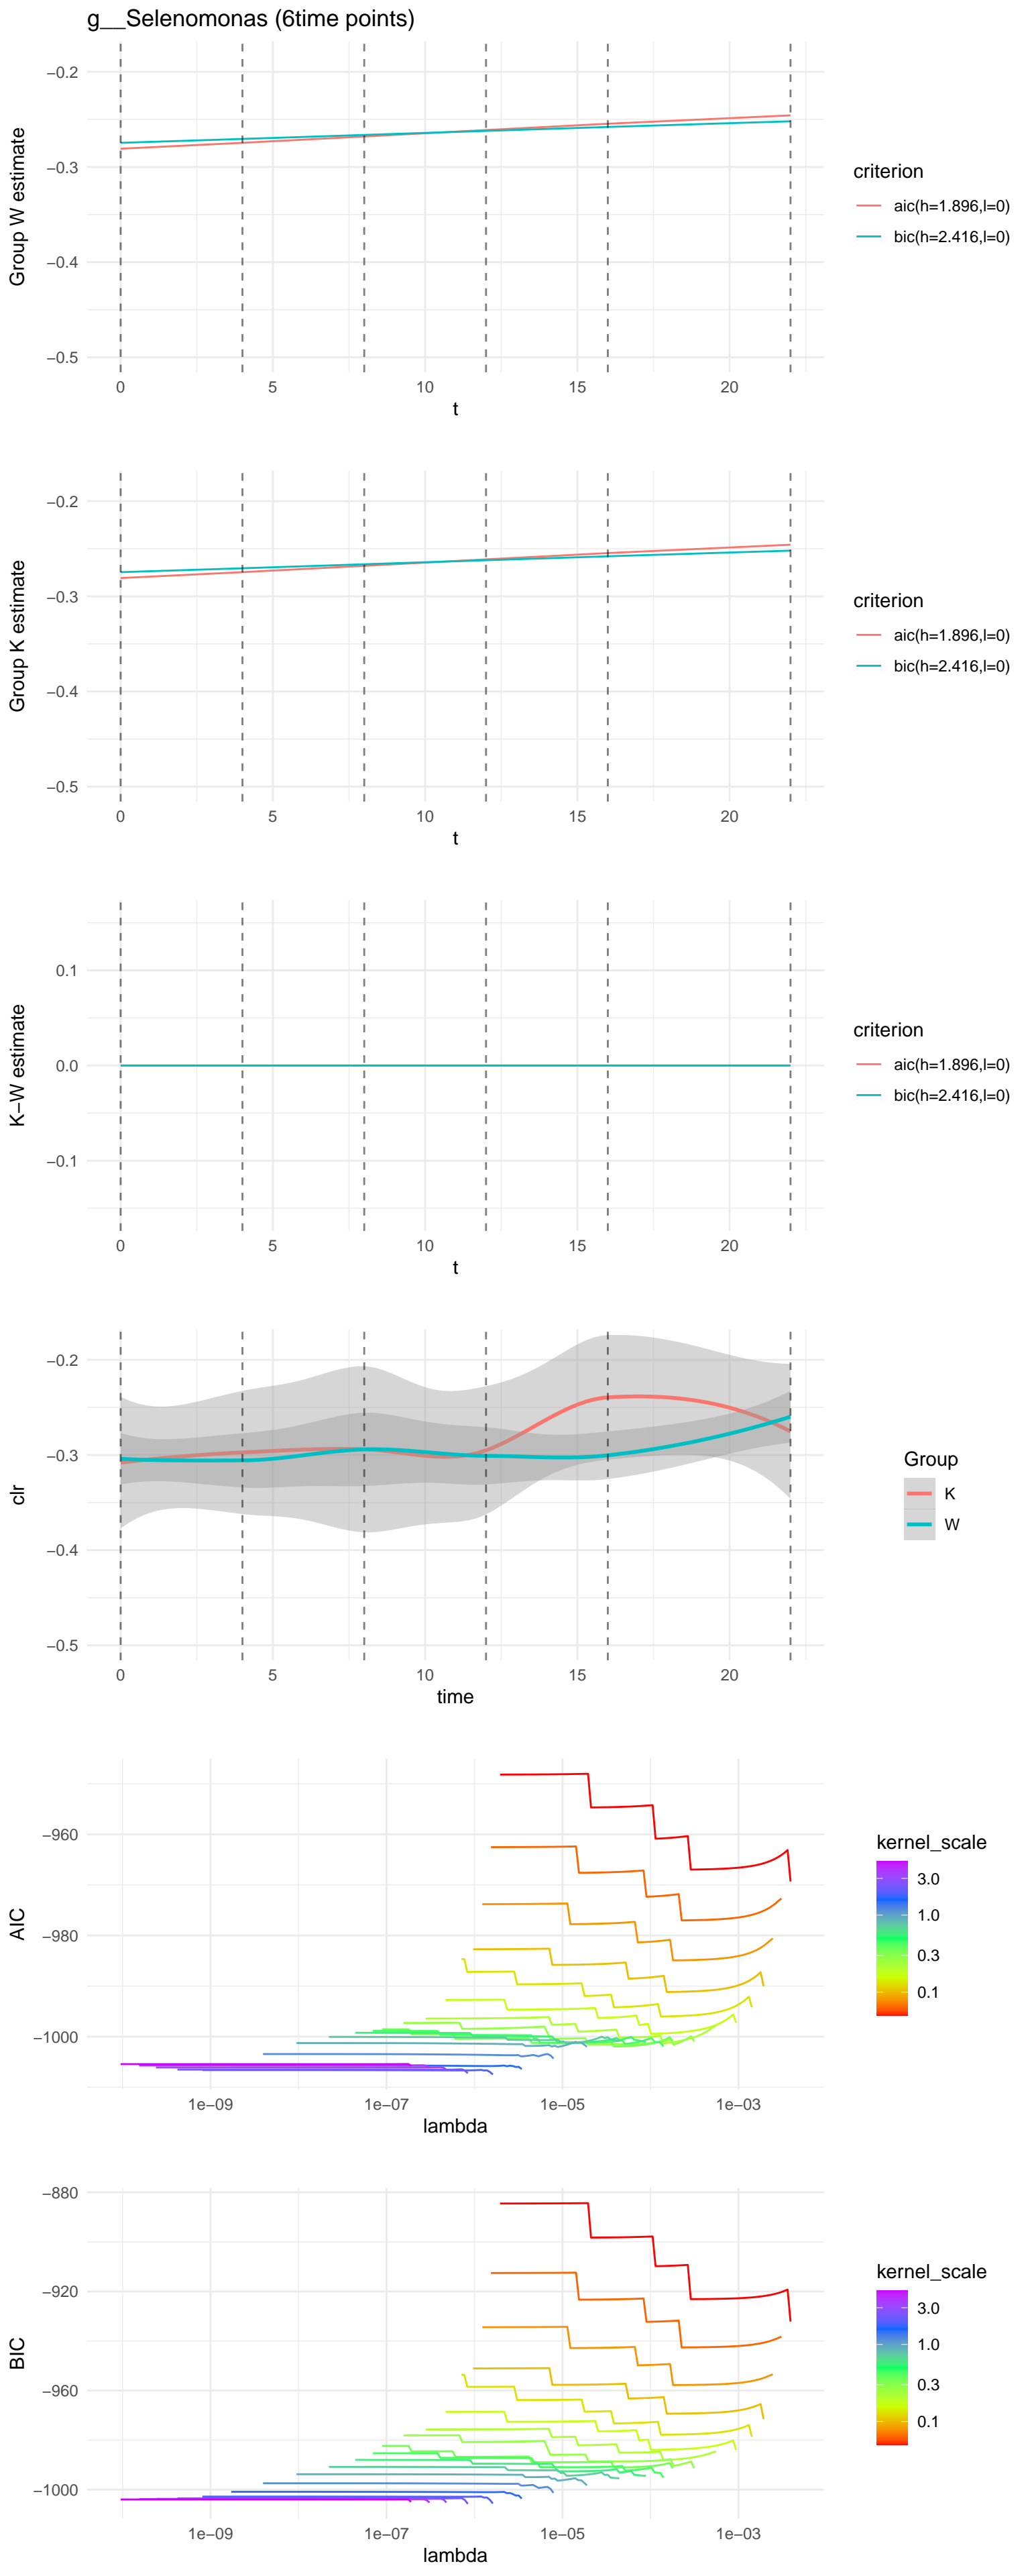 g__Selenomonas (6time points)
Group W estimate
−0.2
−0.3
−0.4
−0.5
0 5 10 15 20
t
criterion
aic(h=1.896,l=0)
bic(h=2.416,l=0)
Group K estimate
−0.2
−0.3
−0.4
−0.5
0 5 10 15 20
t
criterion
aic(h=1.896,l=0)
bic(h=2.416,l=0)
K−W estimate
0.1
0.0
−0.1
0 5 10 15 20
t
criterion
aic(h=1.896,l=0)
bic(h=2.416,l=0)
clr
−0.2
−0.3
−0.4
−0.5
0 5 10 15 20
time
Group
K
W
AIC
−960
−980
−1000
1e−09 1e−07 1e−05 1e−03
lambda
kernel_scale
3.0
1.0
0.3
0.1
BIC
−880
−920
−960
−1000
1e−09 1e−07 1e−05 1e−03
lambda
kernel_scale
3.0
1.0
0.3
0.1